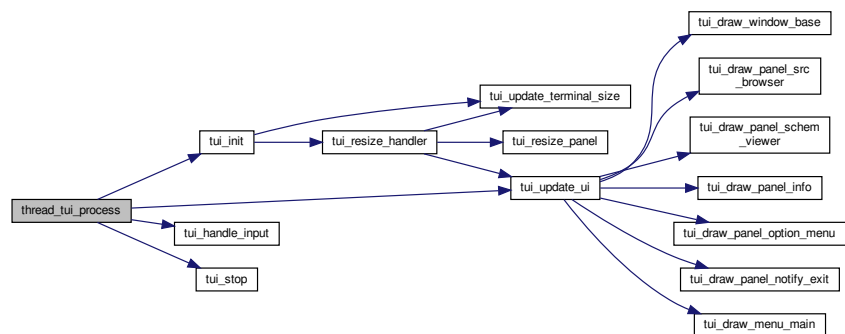 tui_draw_window_base
tui_draw_panel_src
_browser
tui_update_terminal_size
tui_draw_panel_schem
_viewer
tui_init
tui_resize_handler
tui_resize_panel
tui_update_ui
tui_draw_panel_info
thread_tui_process
tui_handle_input
tui_draw_panel_option_menu
tui_stop
tui_draw_panel_notify_exit
tui_draw_menu_main